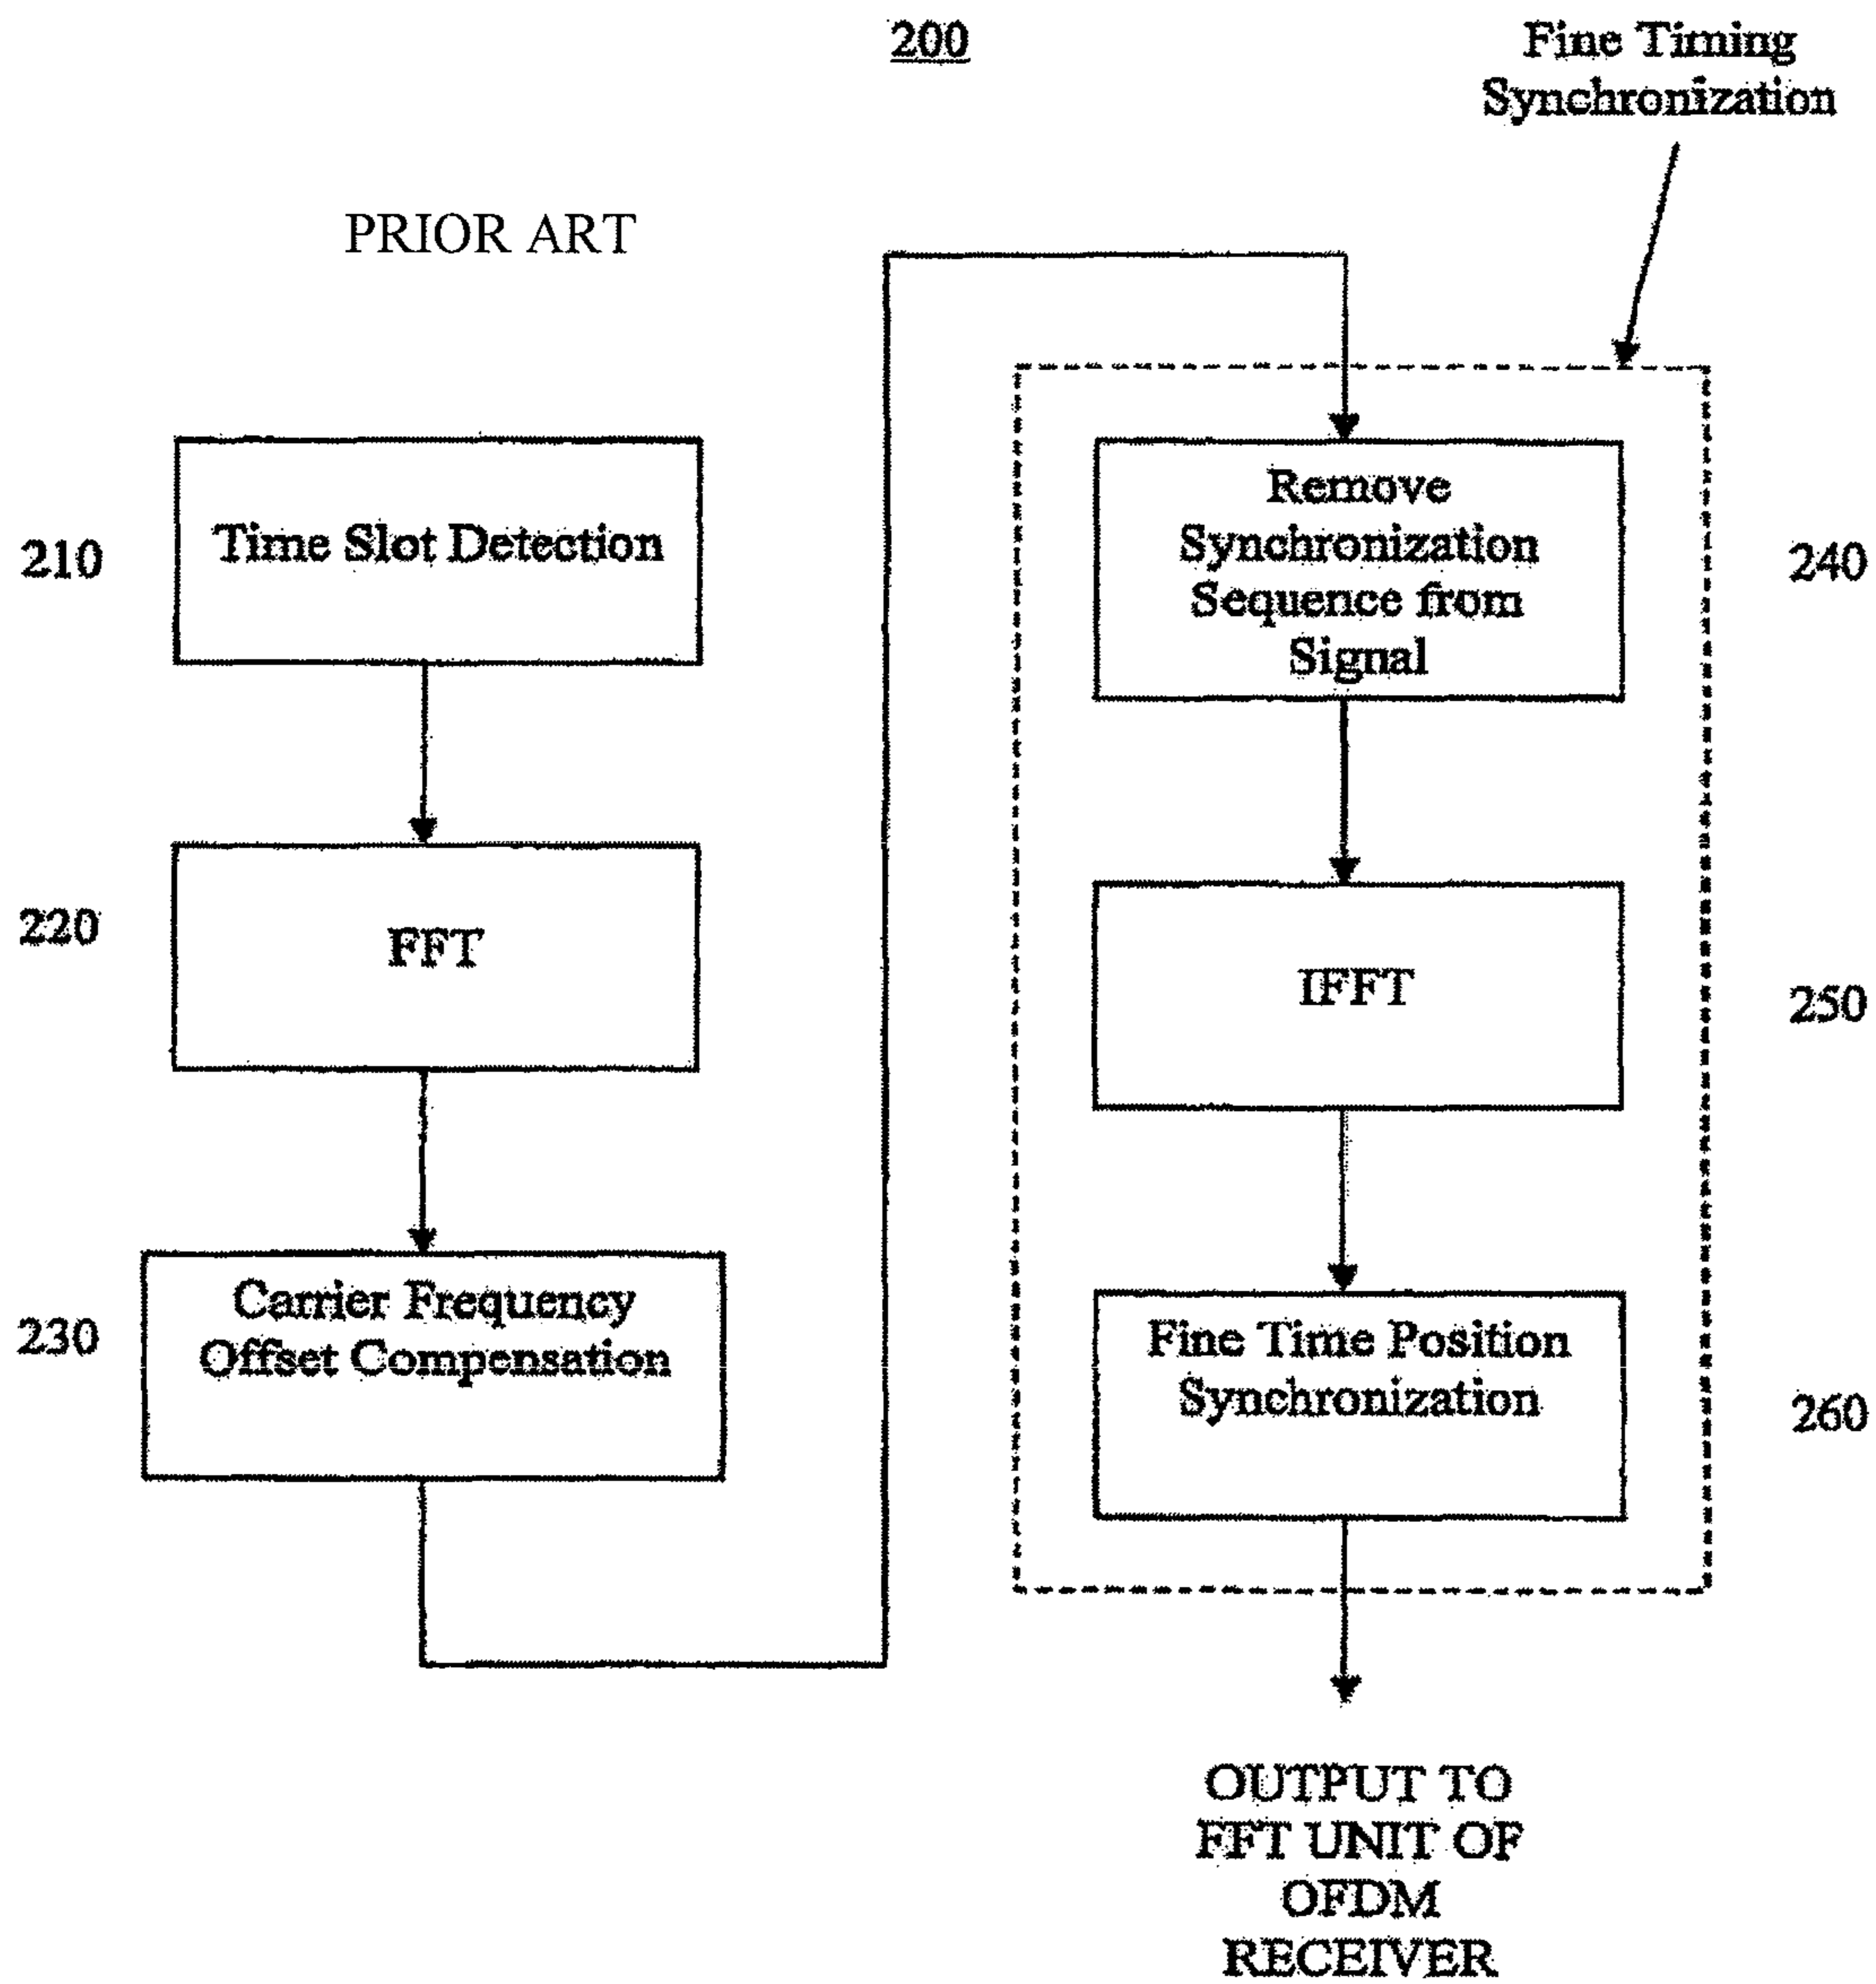 200
Fine Timing
Synchronization
PRIOR ART
210
Time Slot Detection
220
FFT
230
Carrier Frequency
Offset Compensation
Remove
Synchronization
Sequence from
Signal
240
IFFT
250
Fine Time Position
Synchronization
260
OUTPUT TO
FFT UNIT OF
OFDM
RECEIVER